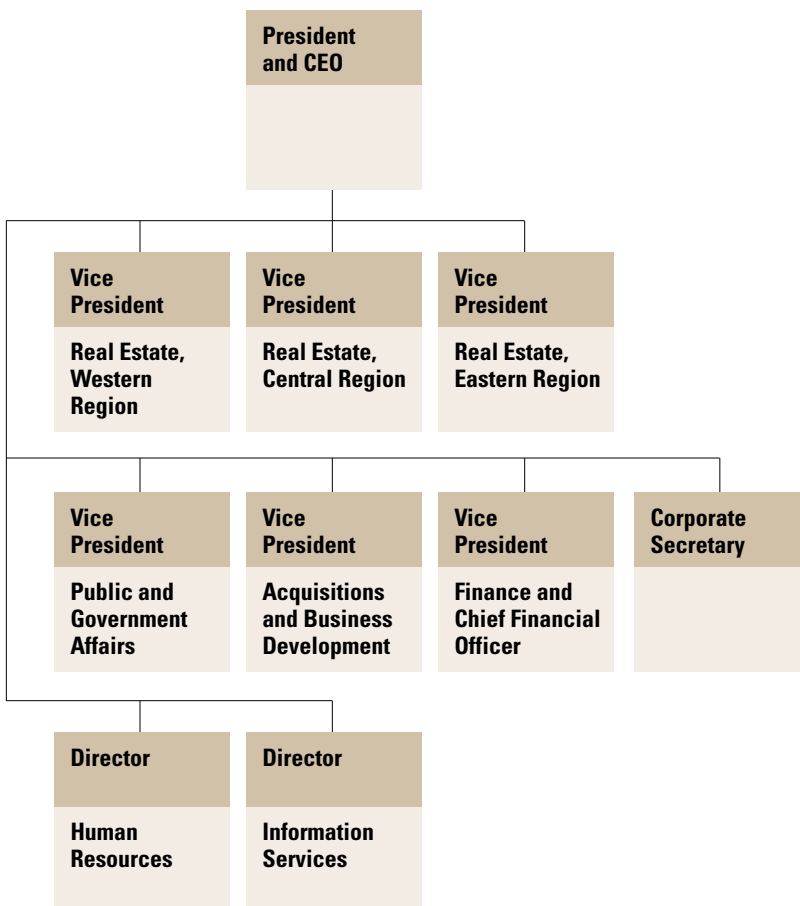 President
and CEO
Vice
President
Real Estate,
Western
Region
Vice
President
Real Estate,
Central Region
Vice
President
Real Estate,
Eastern Region
Vice
President
Public and
Government
Affairs
Vice
President
Acquisitions
and Business
Development
Vice
President
Finance and
Chief Financial
Officer
Corporate
Secretary
Director
Human
Resources
Director
Information
Services